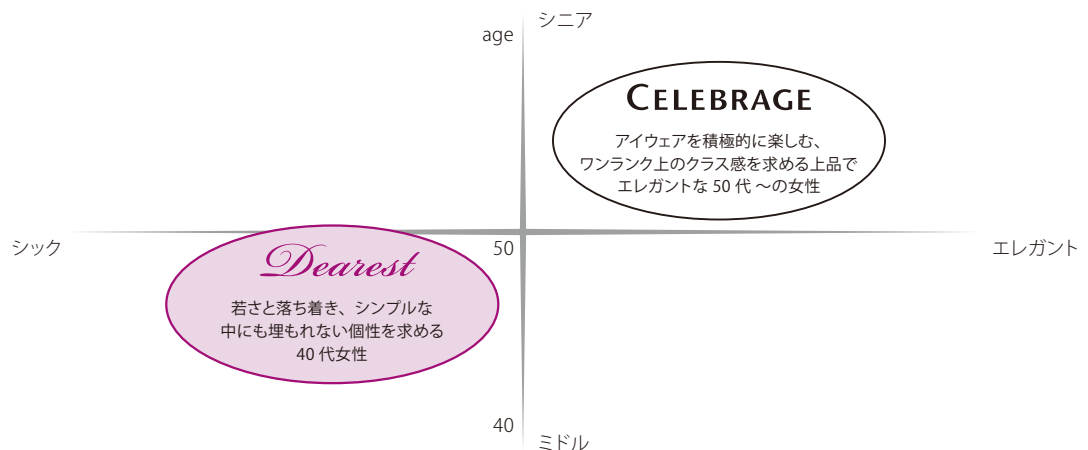 シニア
age
CELEBRAGE
アイウェアを積極的に楽しむ、
ワンランク上のクラス感を求める上品で
エレガントな 50 代 〜の女性
シック
50
エレガント
Dearest
若さと落ち着き、シンプルな
中にも埋もれない個性を求める
40 代女性
40
ミドル